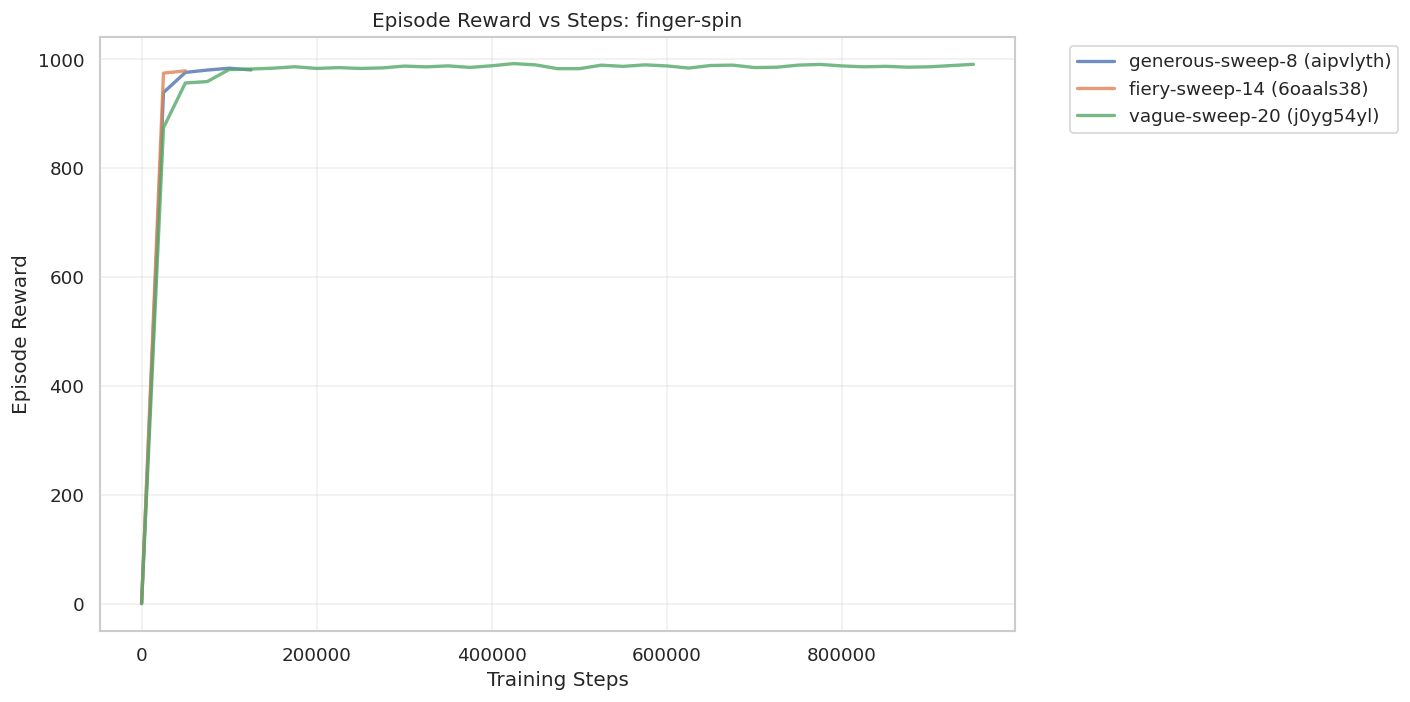 Episode Reward vs Steps: finger-spin
generous-sweep-8 (aipvlyth)
fiery-sweep-14 (6oaals38)
vague-sweep-20 (j0yg54yl)
Episode Reward
1000
800
600
400
200
0
0 200000 400000 600000 800000
Training Steps